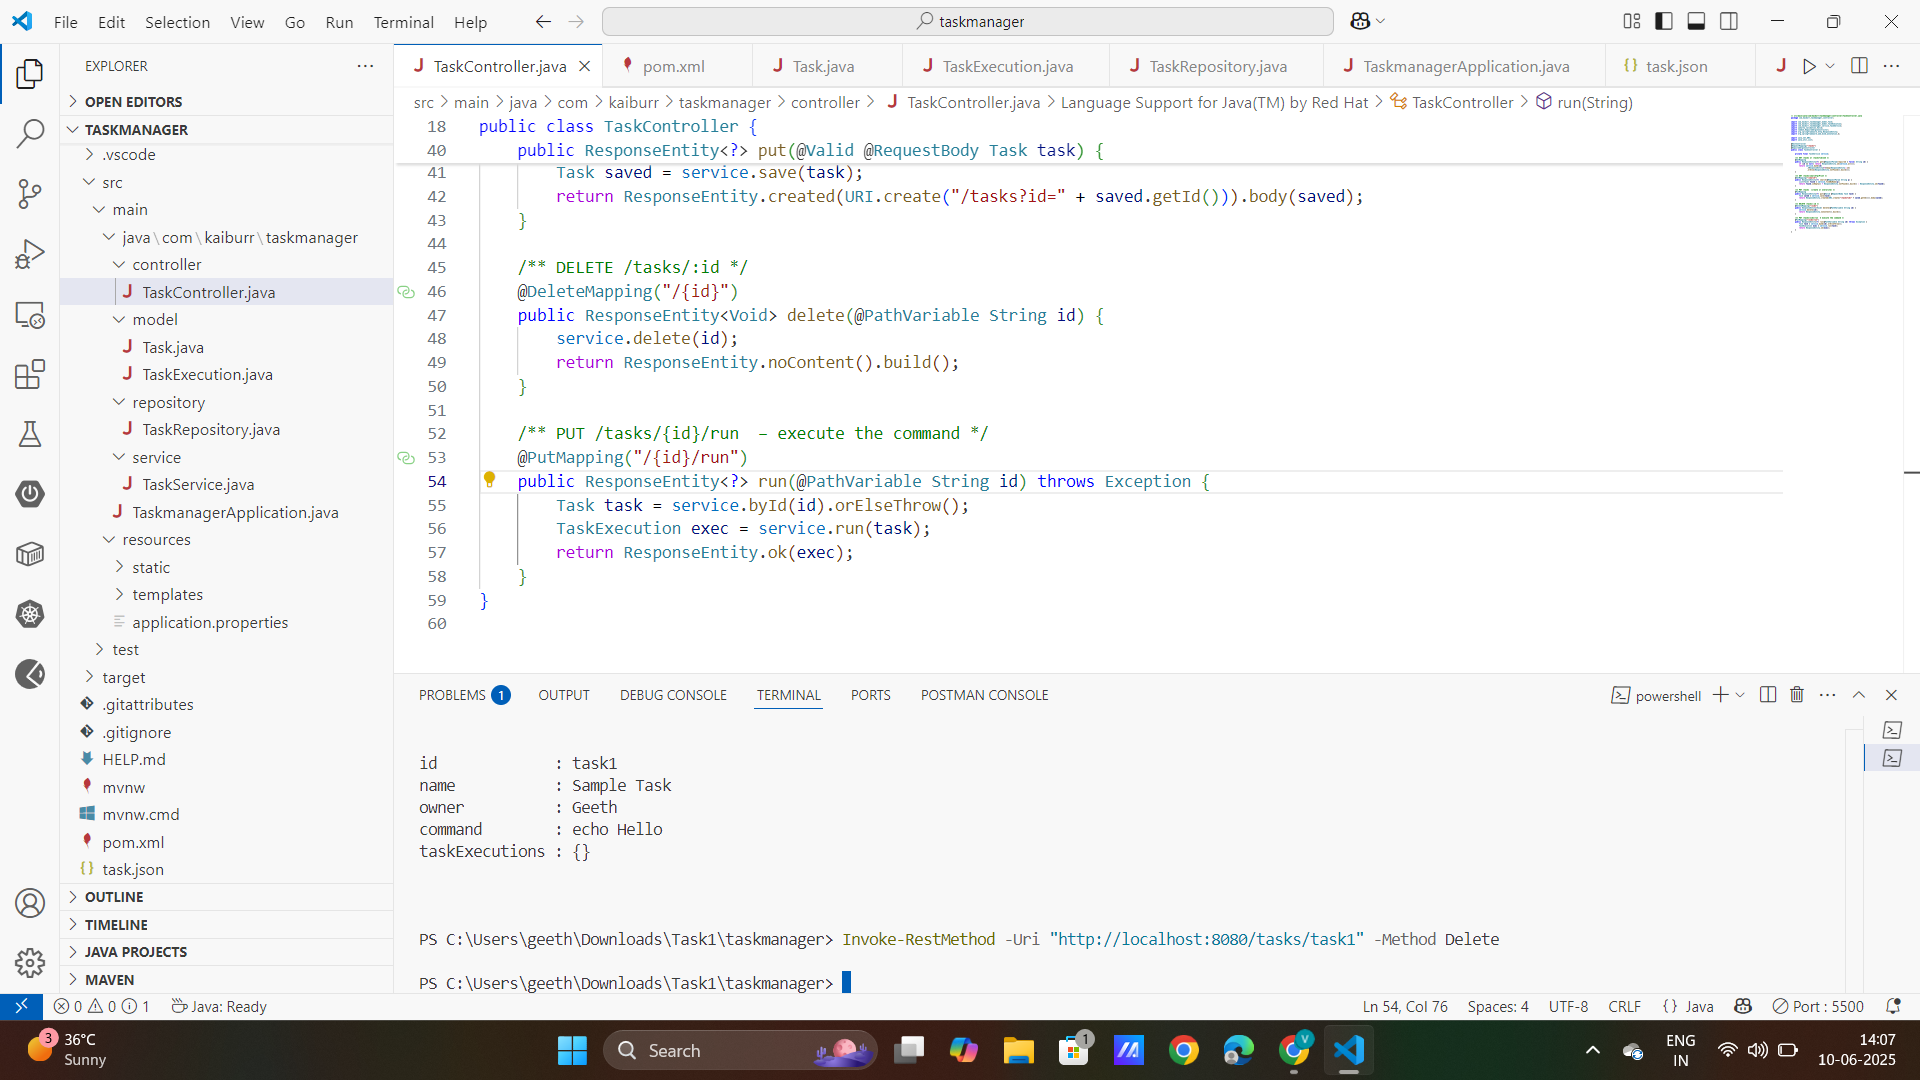 File Edit Selection View Go Run Terminal Help
taskmanager
EXPLORER
OPEN EDITORS
TASKMANAGER
.vscode
src
main
java\com\kaiburr\taskmanager
controller
TaskController.java
model
Task.java
TaskExecution.java
repository
TaskRepository.java
service
TaskService.java
TaskmanagerApplication.java
resources
static
templates
application.properties
test
target
.gitattributes
.gitignore
HELP.md
mvnw
mvnw.cmd
pom.xml
task.json
OUTLINE
TIMELINE
JAVA PROJECTS
MAVEN
TaskController.java pom.xml Task.java TaskExecution.java TaskRepository.java TaskmanagerApplication.java task.json
src > main > java > com > kaiburr > taskmanager > controller > TaskController.java > Language Support for Java(TM) by Red Hat > TaskController > run(String)
18 public class TaskController {
40 public ResponseEntity<?> put(@Valid @RequestBody Task task) {
41 Task saved = service.save(task);
42 return ResponseEntity.created(URI.create("/tasks?id=" + saved.getId())).body(saved);
43 }
44
45 /** DELETE /tasks/:id */
46 @DeleteMapping("/{id}")
47 public ResponseEntity<Void> delete(@PathVariable String id) {
48 service.delete(id);
49 return ResponseEntity.noContent().build();
50 }
51
52 /** PUT /tasks/{id}/run – execute the command */
53 @PutMapping("/{id}/run")
54 public ResponseEntity<?> run(@PathVariable String id) throws Exception {
55 Task task = service.byId(id).orElseThrow();
56 TaskExecution exec = service.run(task);
57 return ResponseEntity.ok(exec);
58 }
59 }
60
PROBLEMS 1 OUTPUT DEBUG CONSOLE TERMINAL PORTS POSTMAN CONSOLE
powershell
id : task1
name : Sample Task
owner : Geeth
command : echo Hello
taskExecutions : {}
PS C:\Users\geeth\Downloads\Task1\taskmanager> Invoke-RestMethod -Uri "http://localhost:8080/tasks/task1" -Method Delete
PS C:\Users\geeth\Downloads\Task1\taskmanager>
0 0 1 Java: Ready
Ln 54, Col 76 Spaces: 4 UTF-8 CRLF {} Java Port : 5500
3
36°C
Sunny
Search
1
V
ENG
IN
14:07
10-06-2025